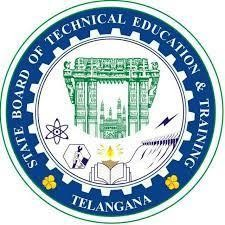 STATE BOARD OF TECHNICAL EDUCATION & TRAINING
TELANGANA